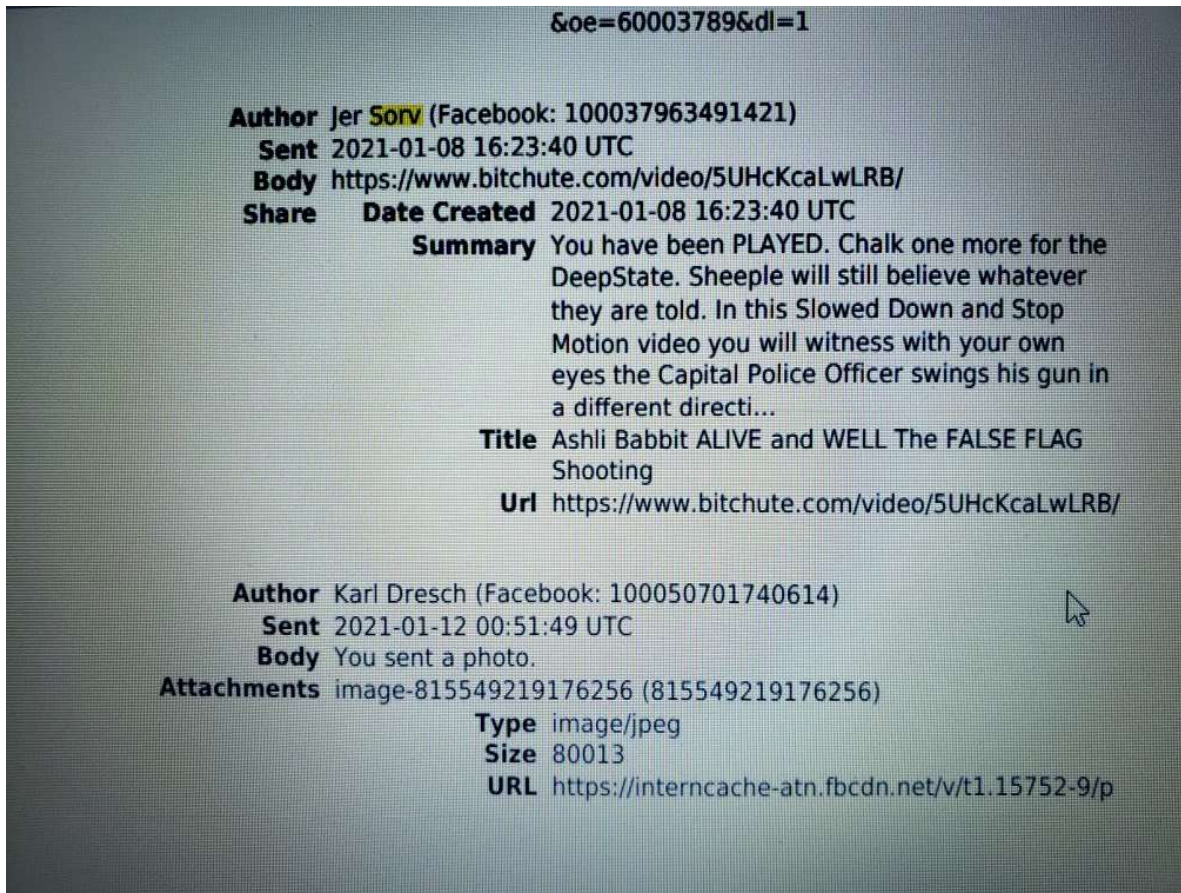 &oe=60003789&dl=1
Author Jer Sorv (Facebook: 100037963491421)
Sent 2021-01-08 16:23:40 UTC
Body https://www.bitchute.com/video/5UHcKcaLwLRB/
Share Date Created 2021-01-08 16:23:40 UTC
Summary You have been PLAYED. Chalk one more for the
DeepState. Sheeple will still believe whatever
they are told. In this Slowed Down and Stop
Motion video you will witness with your own
eyes the Capital Police Officer swings his gun in
a different directi...
Title Ashli Babbit ALIVE and WELL The FALSE FLAG
Shooting
Url https://www.bitchute.com/video/5UHcKcaLwLRB/
Author Karl Dresch (Facebook: 100050701740614)
Sent 2021-01-12 00:51:49 UTC
Body You sent a photo.
Attachments image-815549219176256 (815549219176256)
Type image/jpeg
Size 80013
URL https://interncache-atn.fbcdn.net/v/t1.15752-9/p